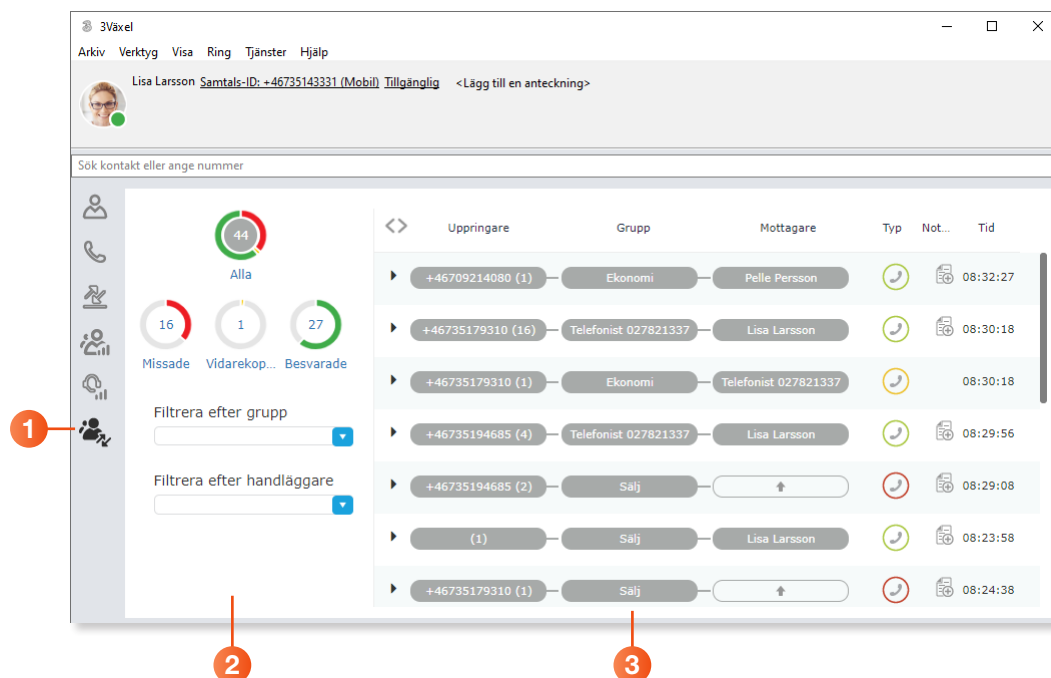 3Växel
Arkiv Verktyg Visa Ring Tjänster Hjälp
Lisa Larsson Samtals-ID: +46735143331 (Mobil) Tillgänglig <Lägg till en anteckning>
Sök kontakt eller ange nummer
44
Alla
16 1 27
Missade Vidarekop... Besvarade
Filtrera efter grupp
Filtrera efter handläggare
Uppringare Grupp Mottagare Typ Not... Tid
+46709214080 (1) Ekonomi Pelle Persson 08:32:27
+46735179310 (16) Telefonist 027821337 Lisa Larsson 08:30:18
+46735179310 (1) Ekonomi Telefonist 027821337 08:30:18
+46735194685 (4) Telefonist 027821337 Lisa Larsson 08:29:56
+46735194685 (2) Sälj 08:29:08
(1) Sälj Lisa Larsson 08:23:58
+46735179310 (1) Sälj 08:24:38
1
2
3